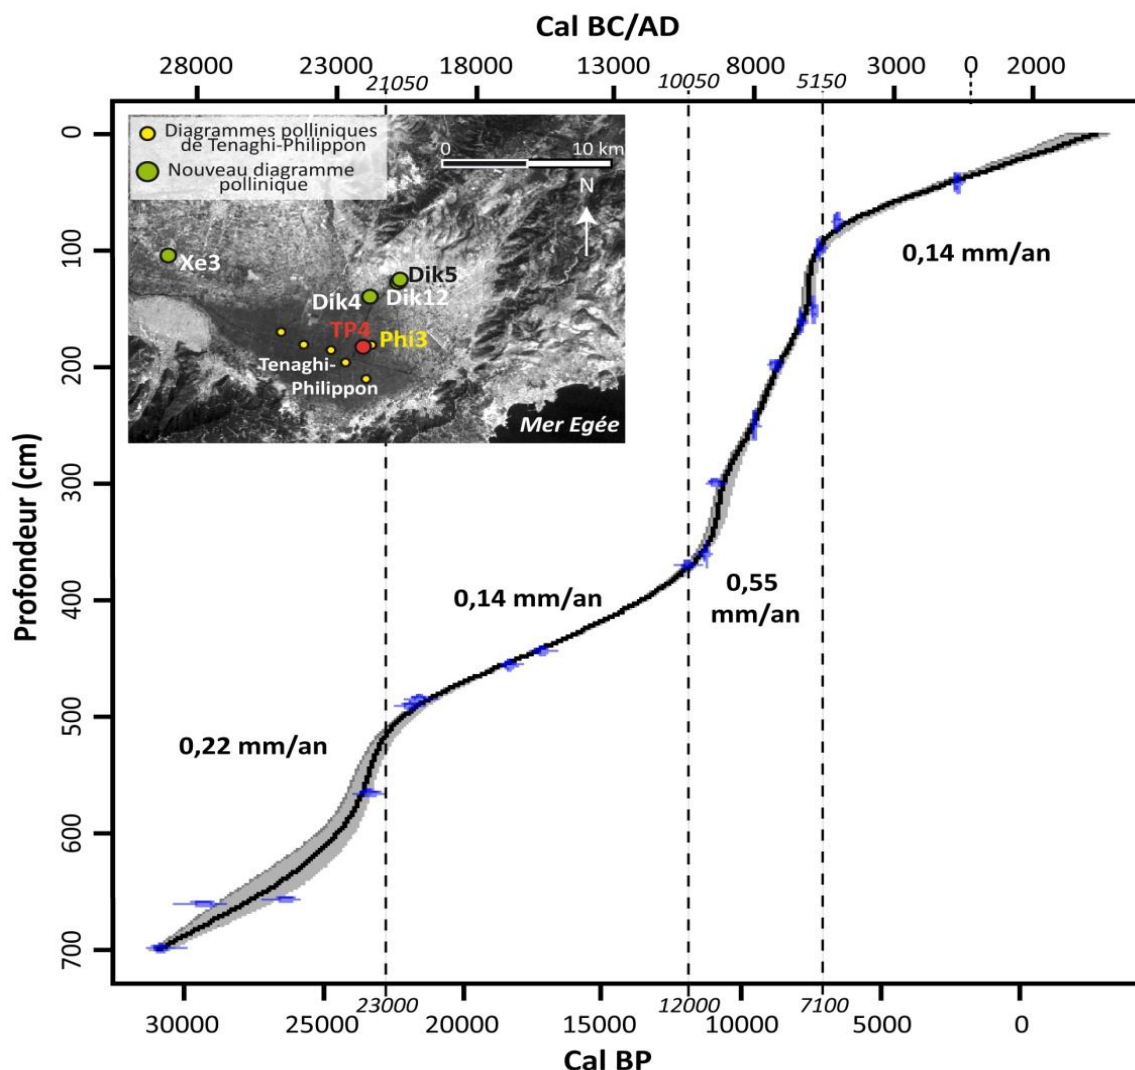 Cal BC/AD
28000 23000 18000 13000 8000 3000 0 2000
21050 10050 5150
Diagrammes polliniques
de Tenaghi-Philippon
Nouveau diagramme
pollinique
0 10 km
N
Xe3
Dik5
Dik4 Dik12
TP4 Phi3
Tenaghi-
Philippon
Mer Egée
Profondeur (cm)
0
100
200
300
400
500
600
700
0,14 mm/an
0,55
mm/an
0,14 mm/an
0,22 mm/an
30000 25000 23000 20000 15000 12000 10000 7100 5000 0
Cal BP